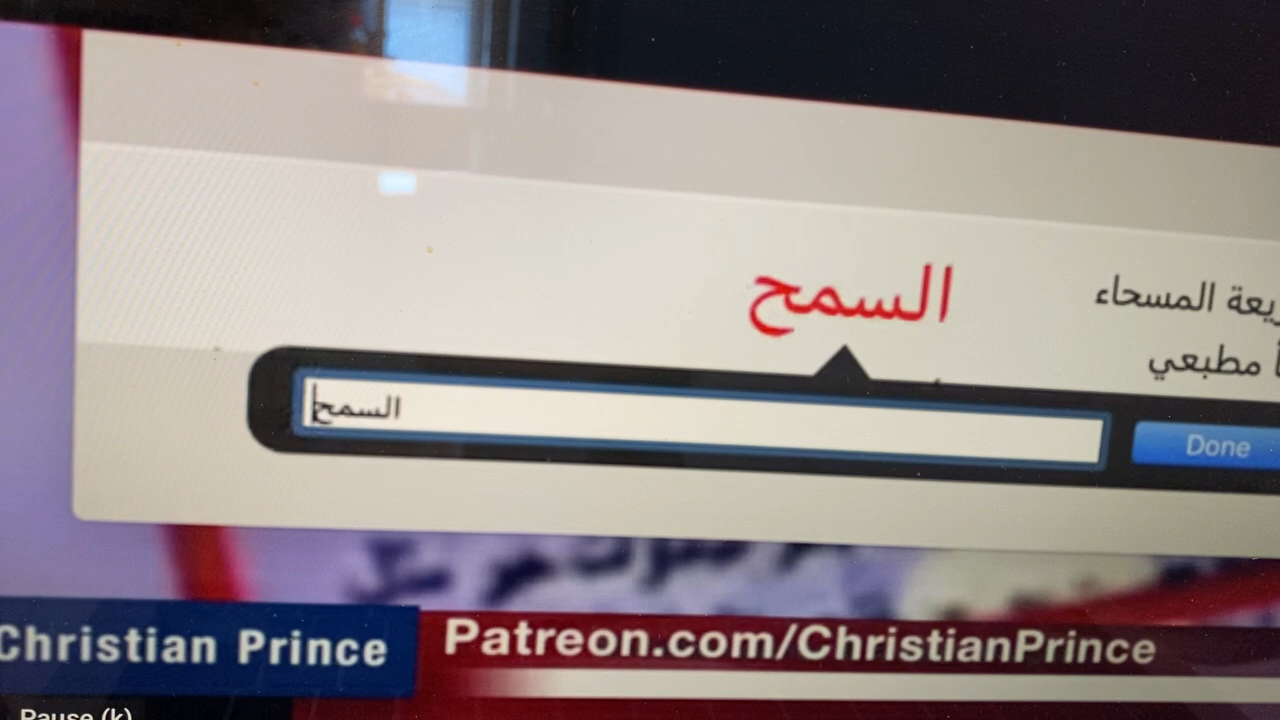 السمح
يعة المسحاء
أ مطبعي
السمح
Done
Christian Prince
Patreon.com/ChristianPrince
Pause (k)